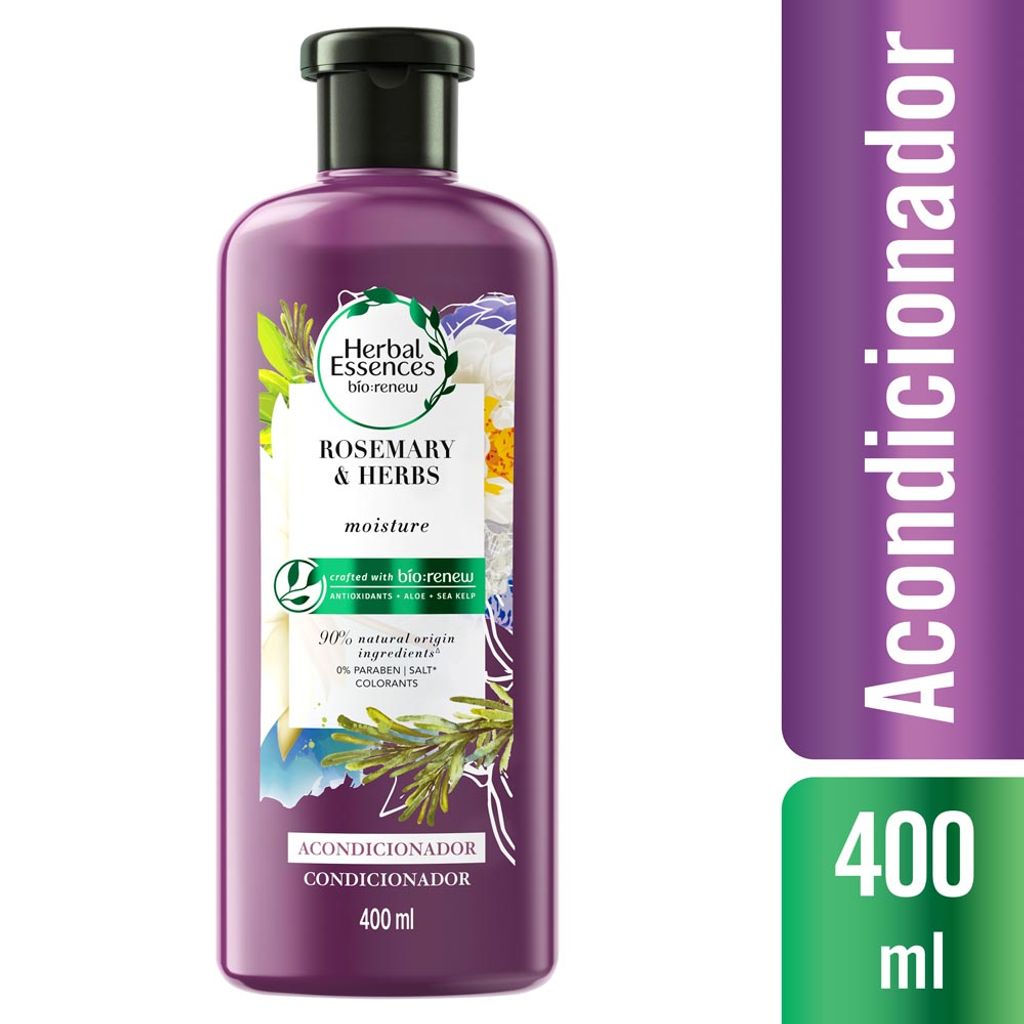 Herbal
Essences
bío:renew
ROSEMARY
& HERBS
moisture
crafted with bío:renew
ANTIOXIDANTS + ALOE + SEA KELP
90% natural origin
ingredients∆
0% PARABEN | SALT*
COLORANTS
ACONDICIONADOR
CONDICIONADOR
400 ml
Acondicionador
400
ml